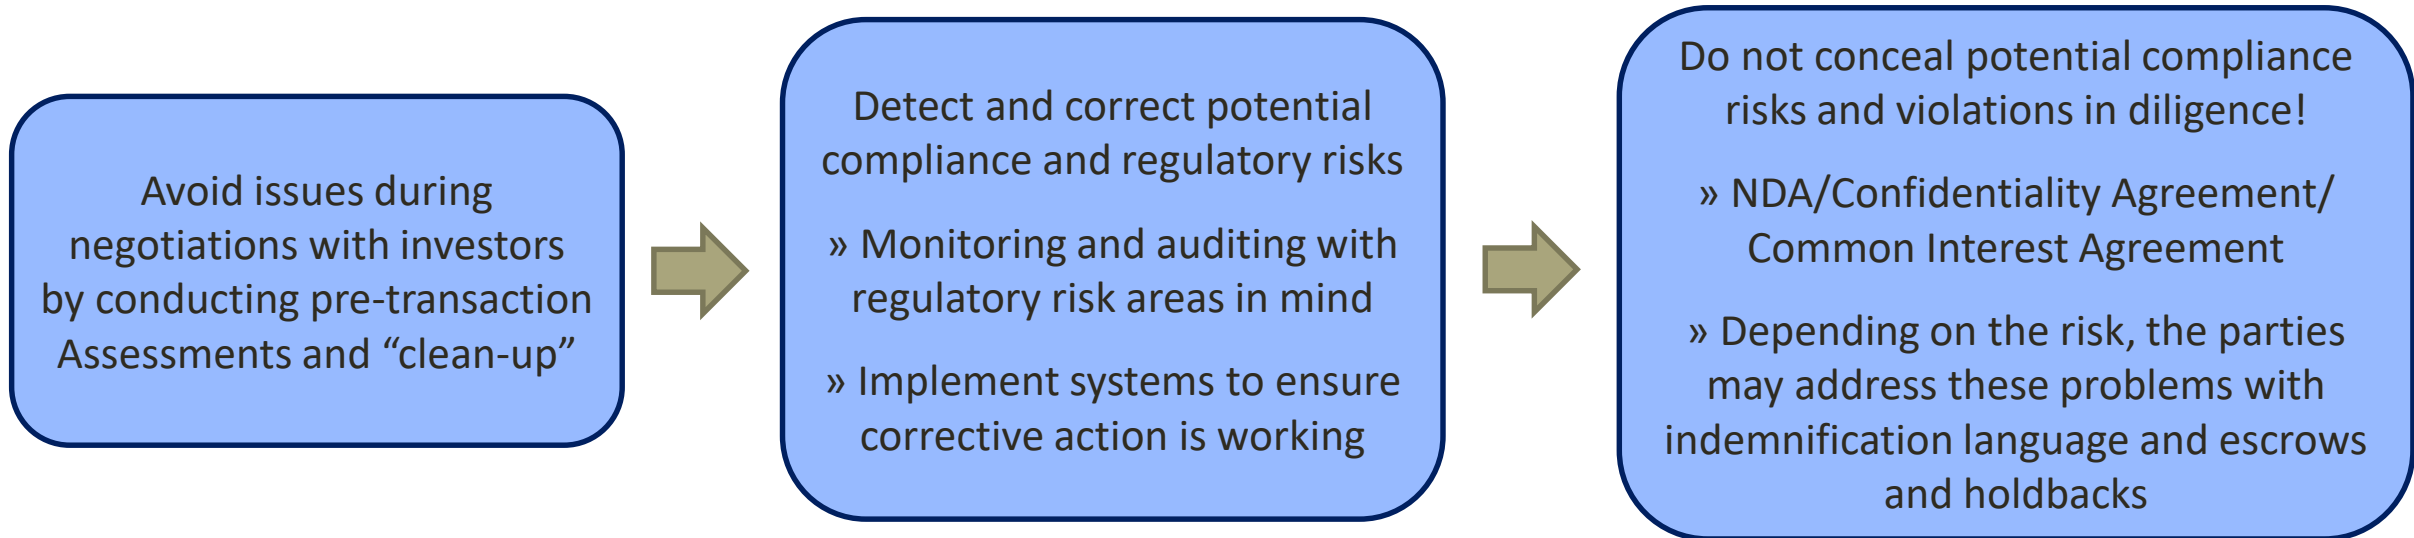 Avoid issues during
negotiations with investors
by conducting pre-transaction
Assessments and “clean-up”
Detect and correct potential
compliance and regulatory risks
» Monitoring and auditing with
regulatory risk areas in mind
» Implement systems to ensure
corrective action is working
Do not conceal potential compliance
risks and violations in diligence!
» NDA/Confidentiality Agreement/
Common Interest Agreement
» Depending on the risk, the parties
may address these problems with
indemnification language and escrows
and holdbacks